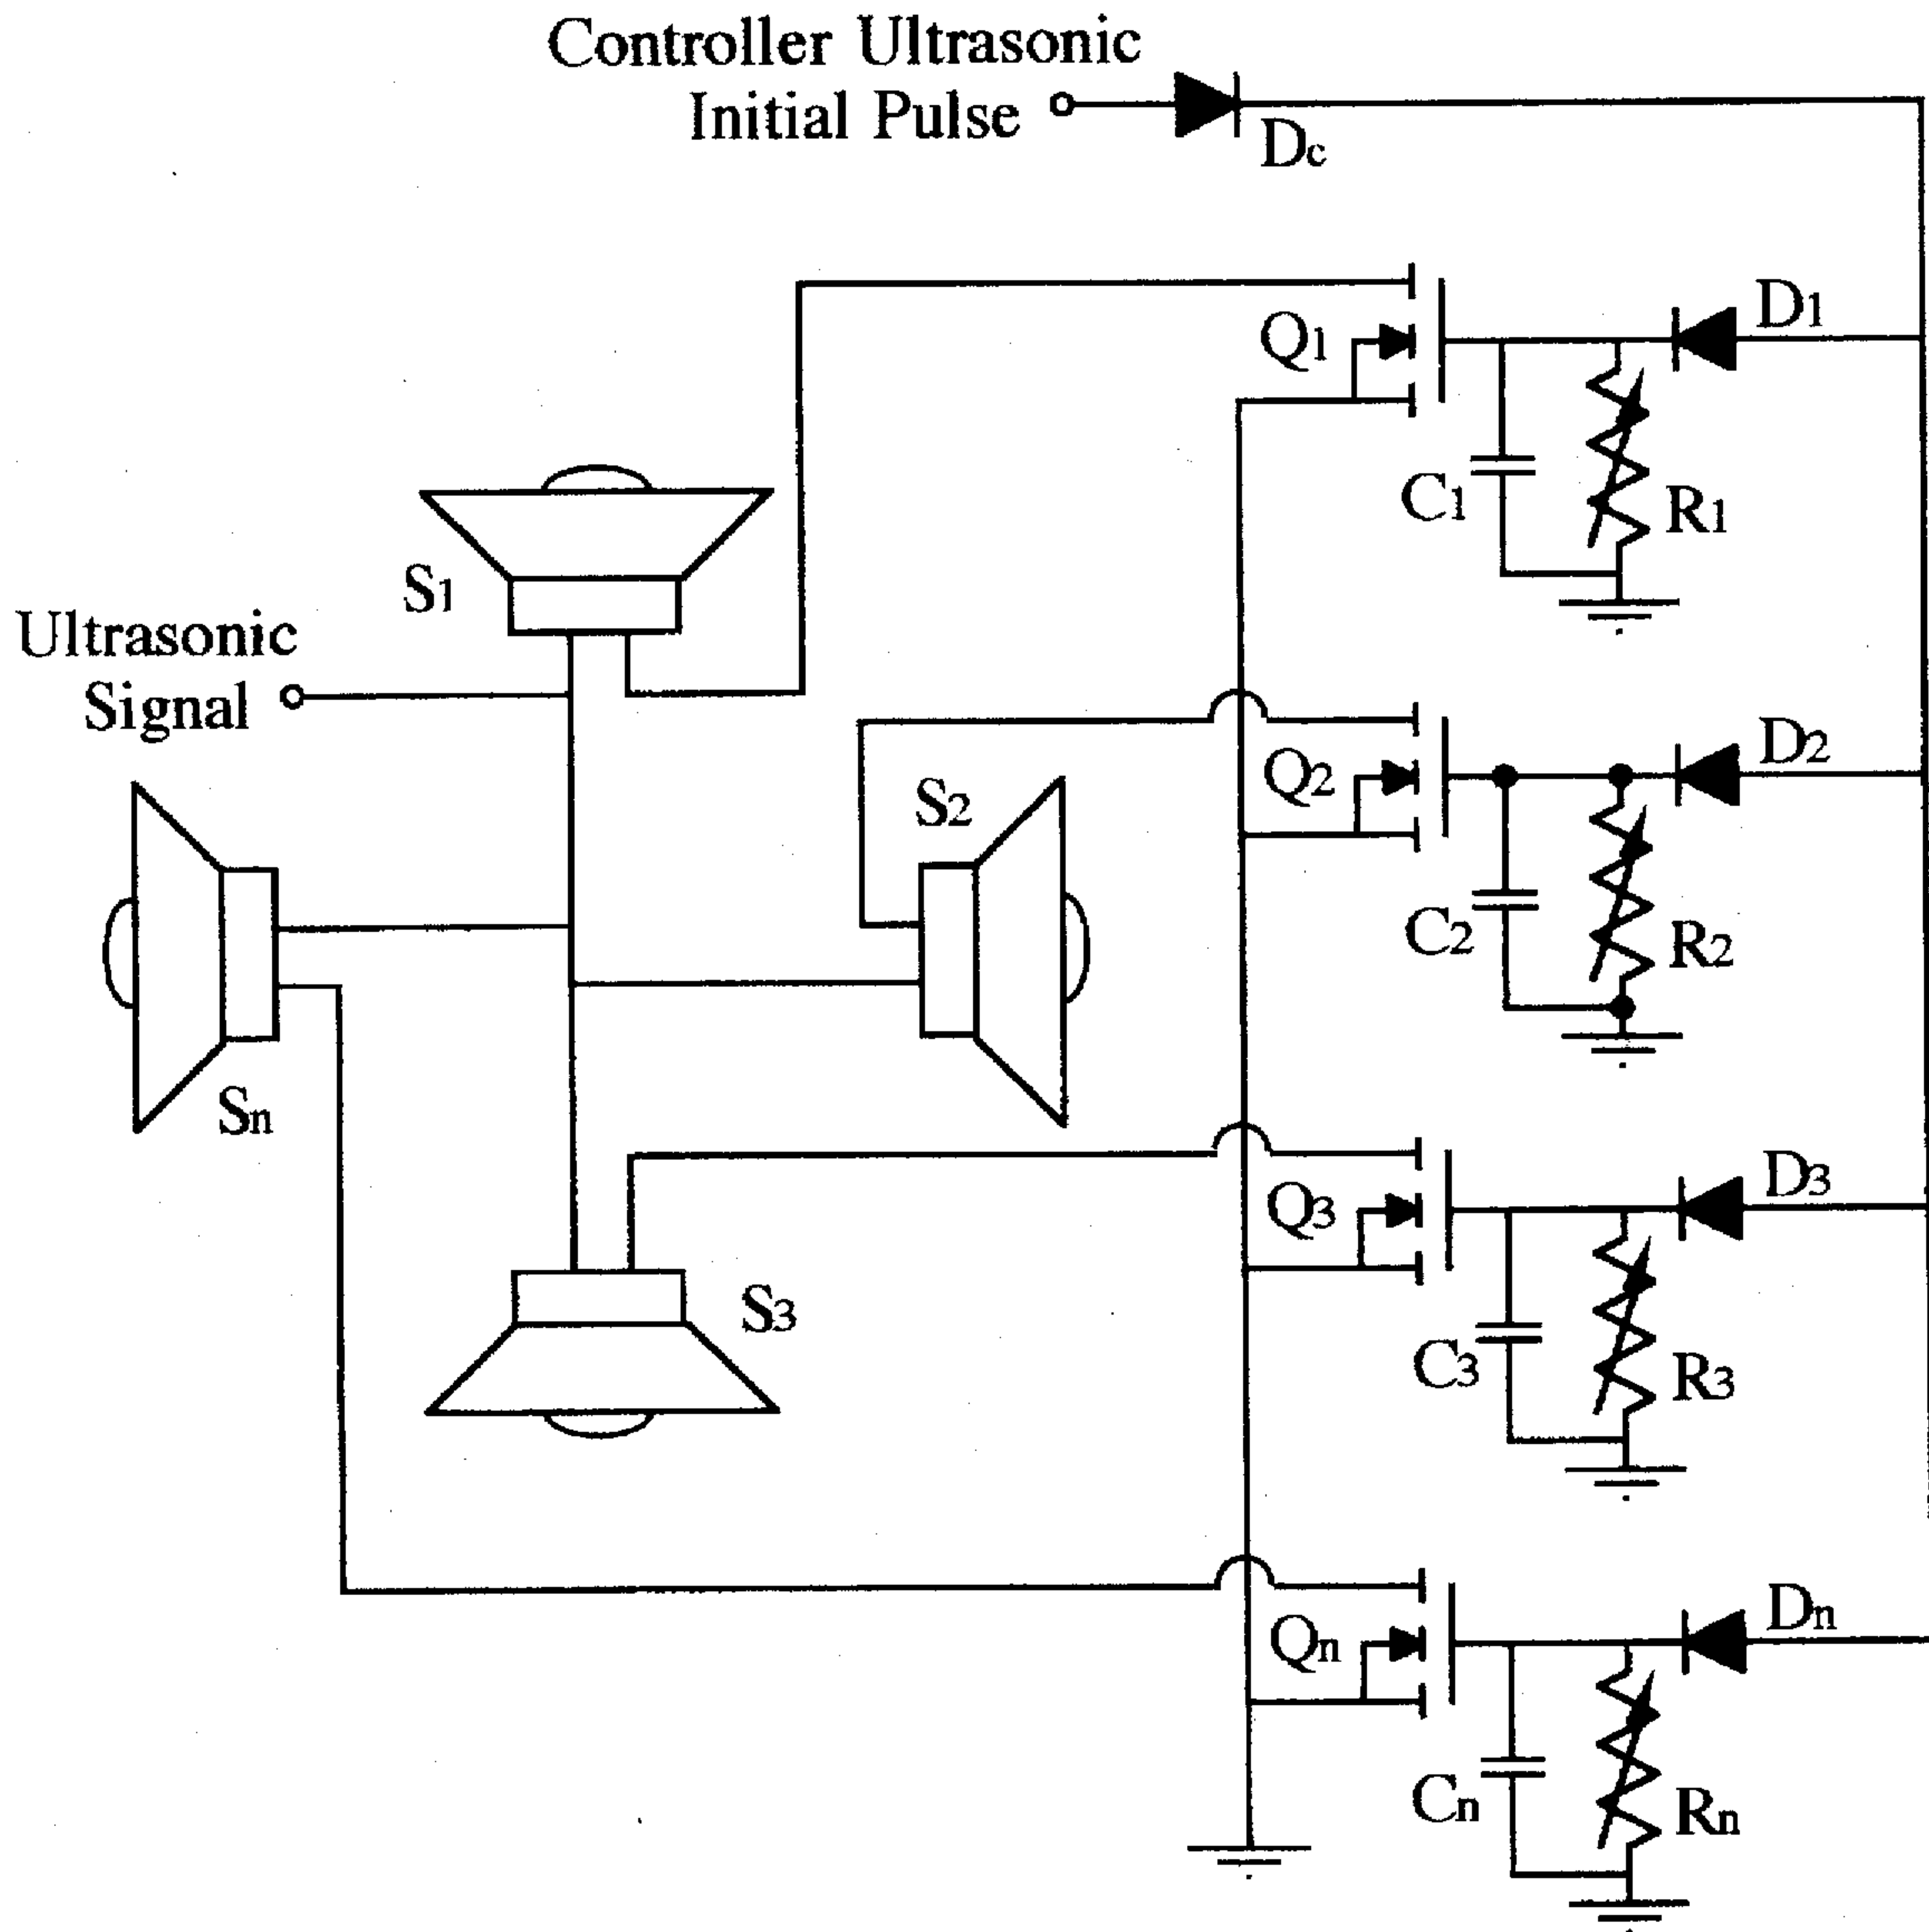 Controller Ultrasonic
Initial Pulse
Dc
D1
Q1
C1
R1
S1
Ultrasonic
Signal
D2
Q2
S2
C2
R2
Sn
D3
Q3
S3
C3
R3
Dn
Qn
Cn
Rn